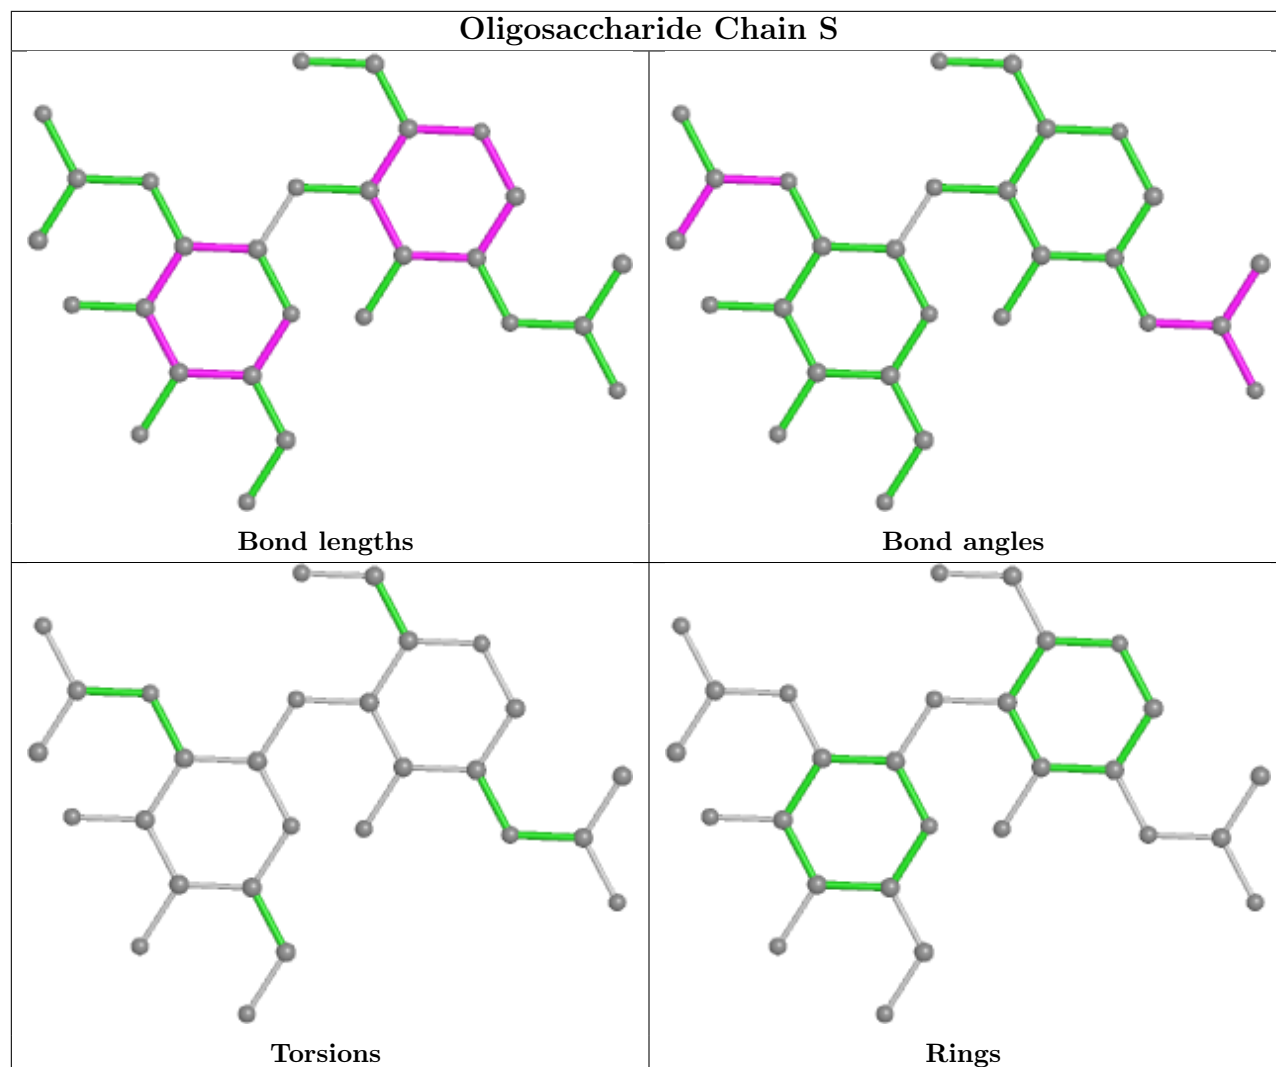 Oligosaccharide Chain S
Bond lengths
Bond angles
Torsions
Rings